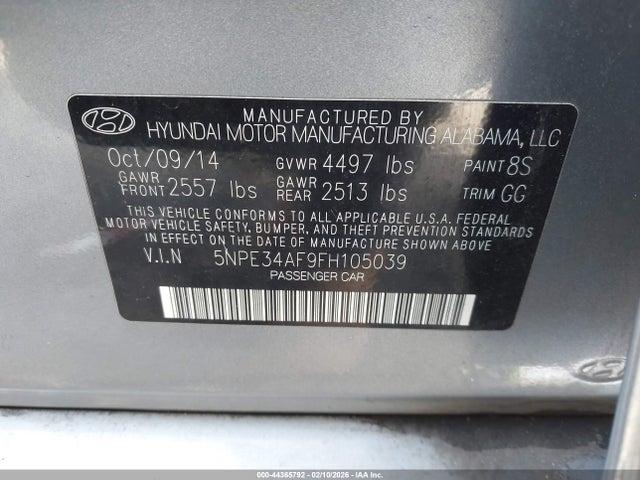 MANUFACTURED BY
HYUNDAI MOTOR MANUFACTURING ALABAMA, LLC
Oct/09/14 GVWR 4497 lbs PAINT 8S
GAWR FRONT 2557 lbs GAWR REAR 2513 lbs TRIM GG
THIS VEHICLE CONFORMS TO ALL APPLICABLE U.S.A. FEDERAL
MOTOR VEHICLE SAFETY, BUMPER, AND THEFT PREVENTION STANDARDS
IN EFFECT ON THE DATE OF MANUFACTURE SHOWN ABOVE
V.I.N 5NPE34AF9FH105039
PASSENGER CAR
000-44365792 - 02/10/2026 - IAAI.COM